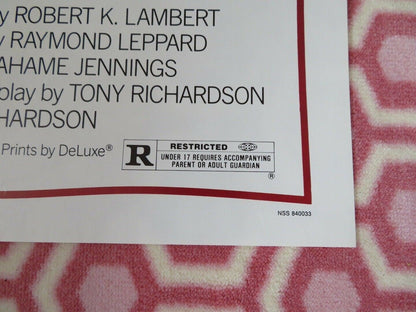 y ROBERT K. LAMBERT
y RAYMOND LEPPARD
AHAME JENNINGS
play by TONY RICHARDSON
HARDSON
Prints by DeLuxe®
R RESTRICTED
UNDER 17 REQUIRES ACCOMPANYING
PARENT OR ADULT GUARDIAN
®
NSS 840033